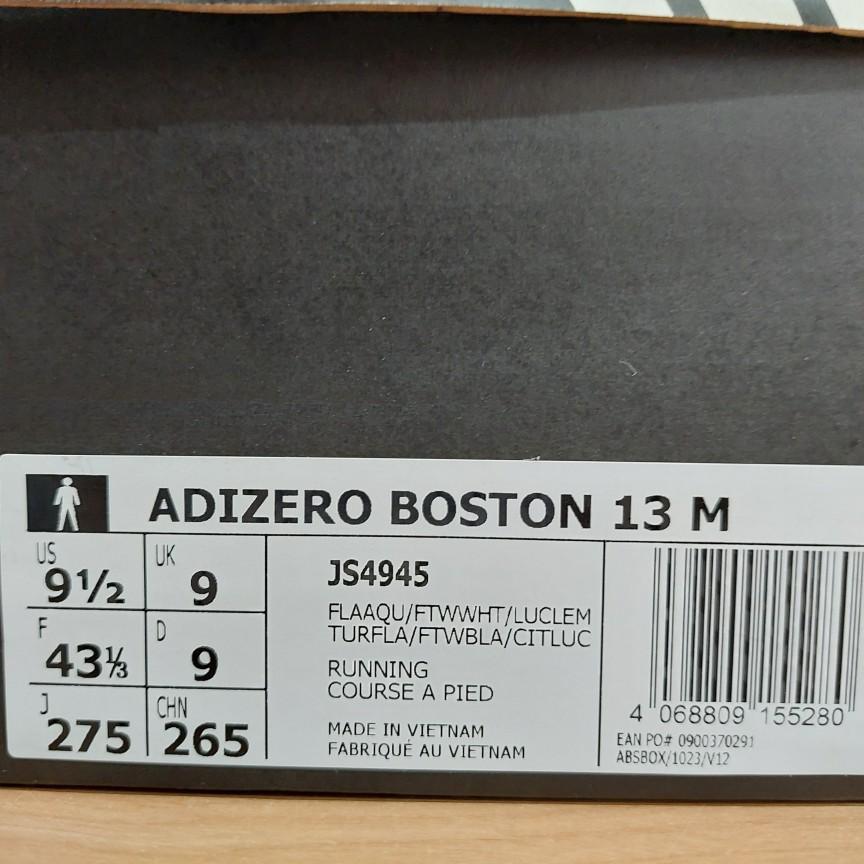 ADIZERO BOSTON 13 M
US
9½
UK
9
F
43⅓
D
9
J
275
CHN
265
JS4945
FLAAQU/FTWWHT/LUCLEM
TURFLA/FTWBLA/CITLUC
RUNNING
COURSE A PIED
MADE IN VIETNAM
FABRIQUÉ AU VIETNAM
4 068809 155280
EAN PO# 0900370291
ABSBOX/1023/V12